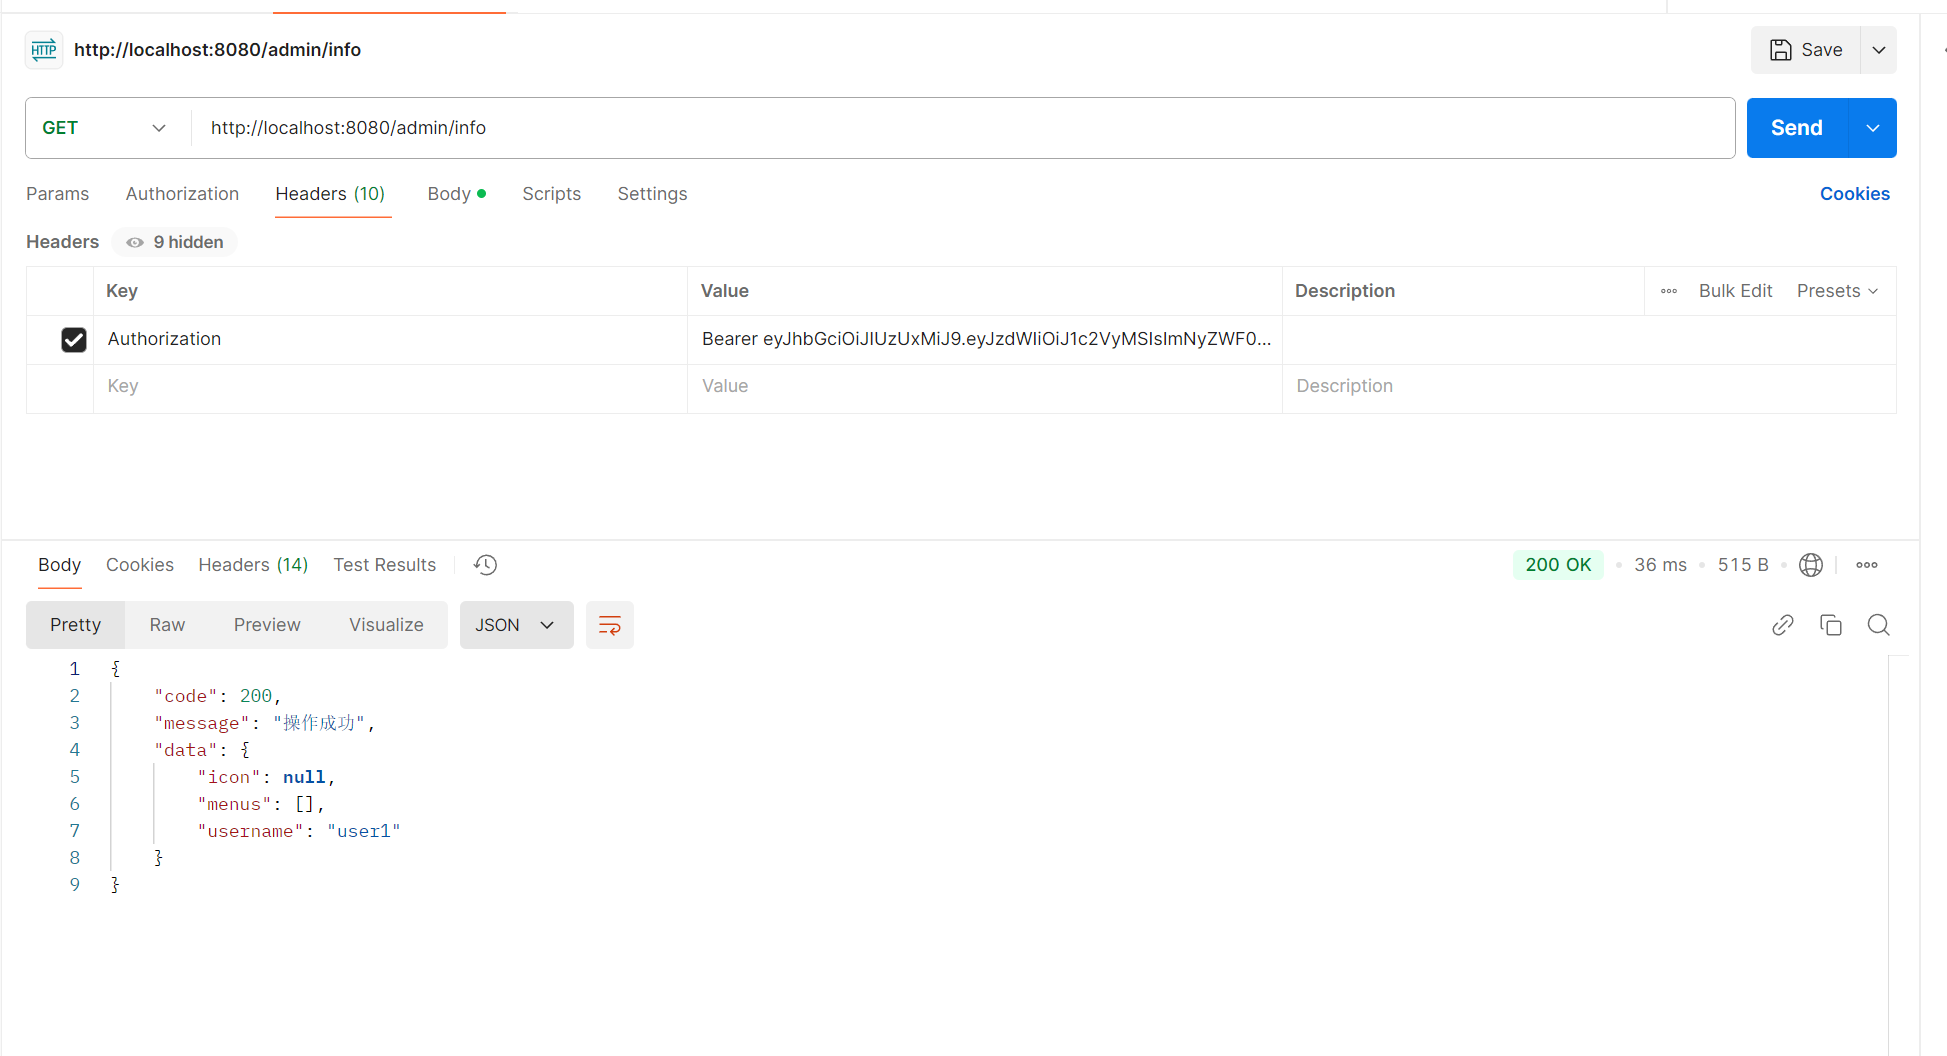 HTTP http://localhost:8080/admin/info Save
GET http://localhost:8080/admin/info Send
Params Authorization Headers (10) Body Scripts Settings Cookies
Headers 9 hidden
Key Value Description Bulk Edit Presets
Authorization Bearer eyJhbGciOiJIUzUxMiJ9.eyJzdWIiOiJ1c2VyMSIsImNyZWF0...
Key Value Description
Body Cookies Headers (14) Test Results 200 OK 36 ms 515 B
Pretty Raw Preview Visualize JSON
1 {
2 "code": 200,
3 "message": "操作成功",
4 "data": {
5 "icon": null,
6 "menus": [],
7 "username": "user1"
8 }
9 }